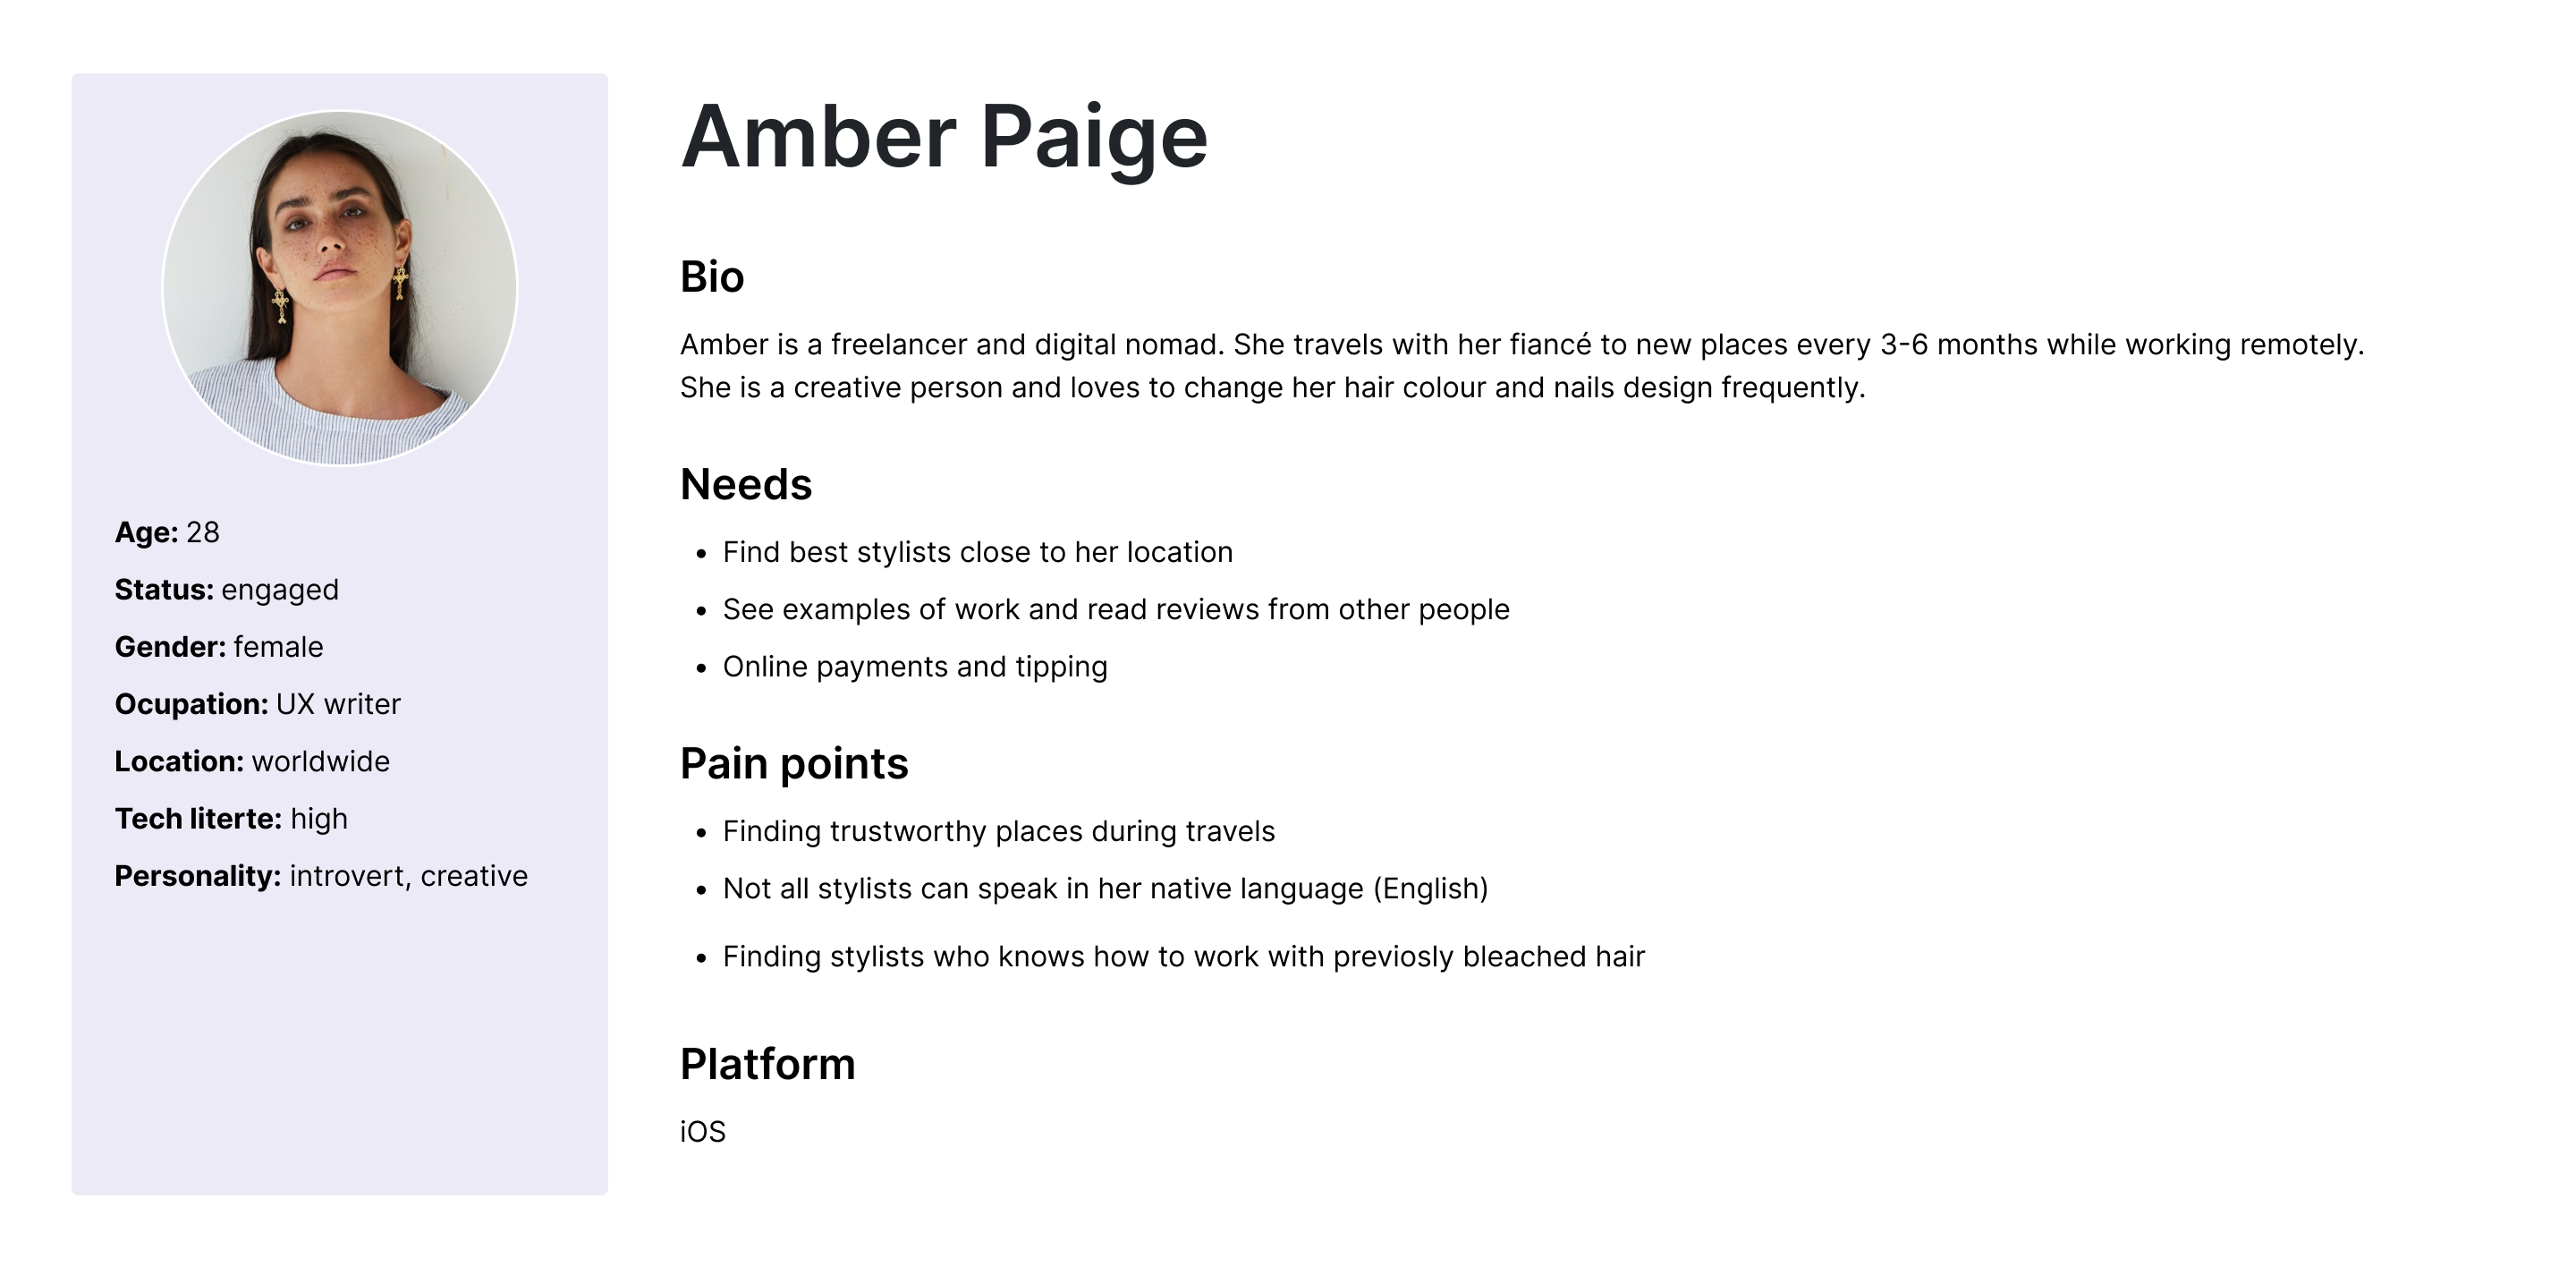 Amber Paige
Bio
Amber is a freelancer and digital nomad. She travels with her fiancé to new places every 3-6 months while working remotely.
She is a creative person and loves to change her hair colour and nails design frequently.
Needs
• Find best stylists close to her location
• See examples of work and read reviews from other people
• Online payments and tipping
Pain points
• Finding trustworthy places during travels
• Not all stylists can speak in her native language (English)
• Finding stylists who knows how to work with previosly bleached hair
Platform
iOS
Age: 28
Status: engaged
Gender: female
Ocupation: UX writer
Location: worldwide
Tech literte: high
Personality: introvert, creative